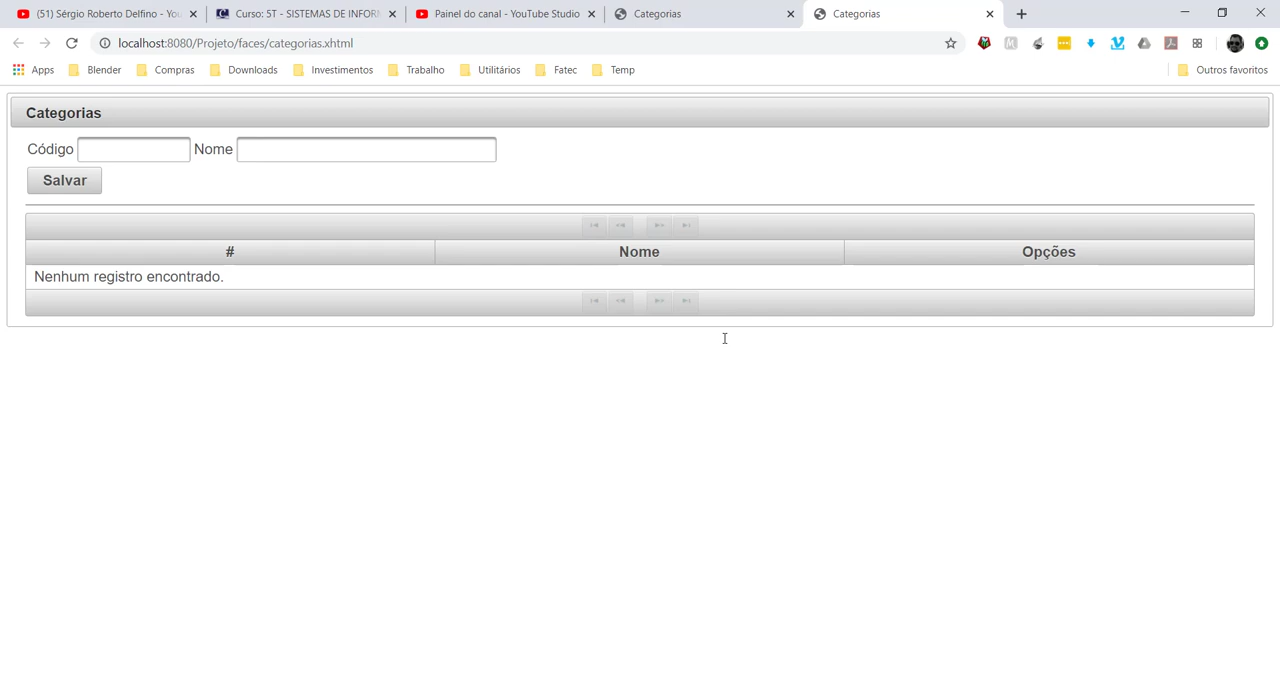 (51) Sérgio Roberto Delfino - You
Curso: 5T - SISTEMAS DE INFORM
Painel do canal - YouTube Studio
Categorias
Categorias
localhost:8080/Projeto/faces/categorias.xhtml
Apps
Blender
Compras
Downloads
Investimentos
Trabalho
Utilitários
Fatec
Temp
Outros favoritos
Categorias
Código
Nome
Salvar
# Nome Opções
Nenhum registro encontrado.